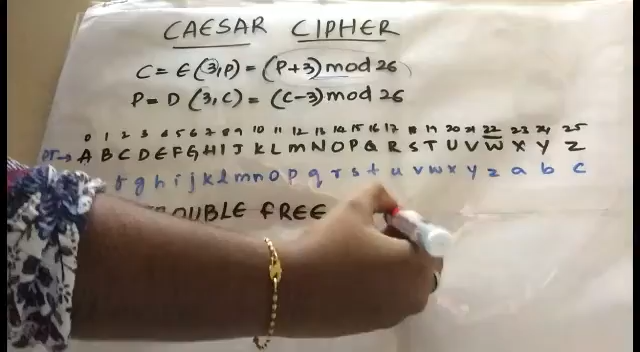 CAESAR CIPHER
C = E (3,P) = (P+3) mod 26
P = D (3,C) = (C-3) mod 26
0 1 2 3 4 5 6 7 8 9 10 11 12 13 14 15 16 17 18 19 20 21 22 23 24 25
PT→ A B C D E F G H I J K L M N O P Q R S T U V W X Y Z
f g h i j k l m n o p q r s t u v w x y z a b c
FREE